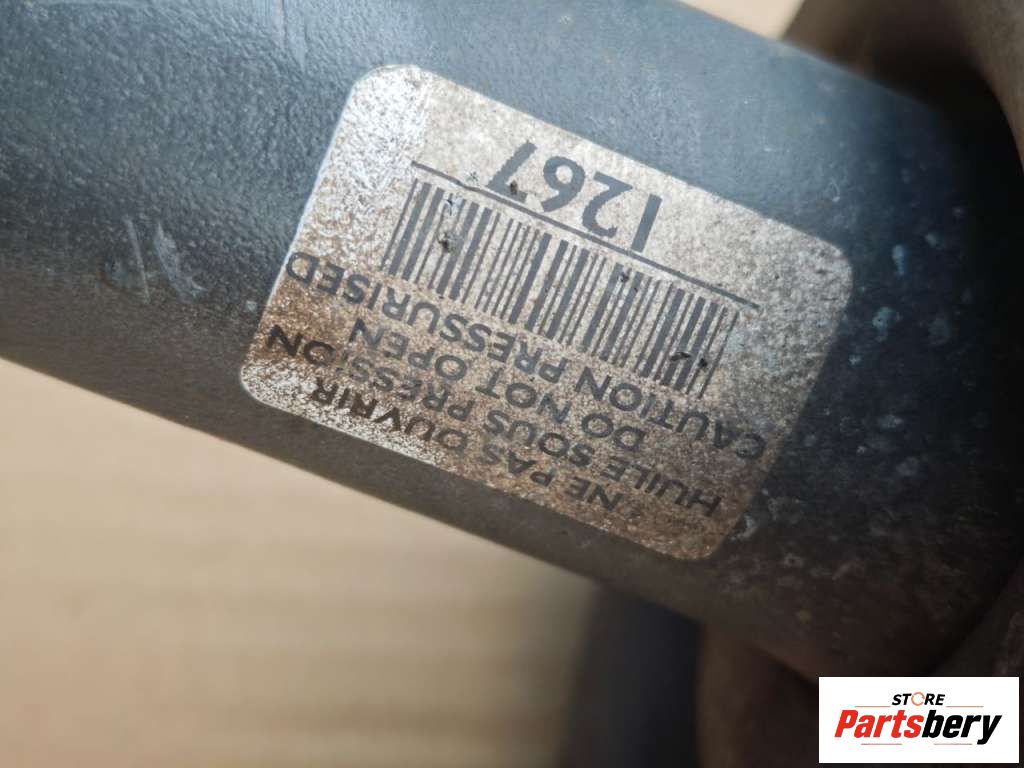 NE PAS OUVRIR
HUILE SOUS PRESSION
DO NOT OPEN
CAUTION PRESSURISED
1267
STORE
Partsbery